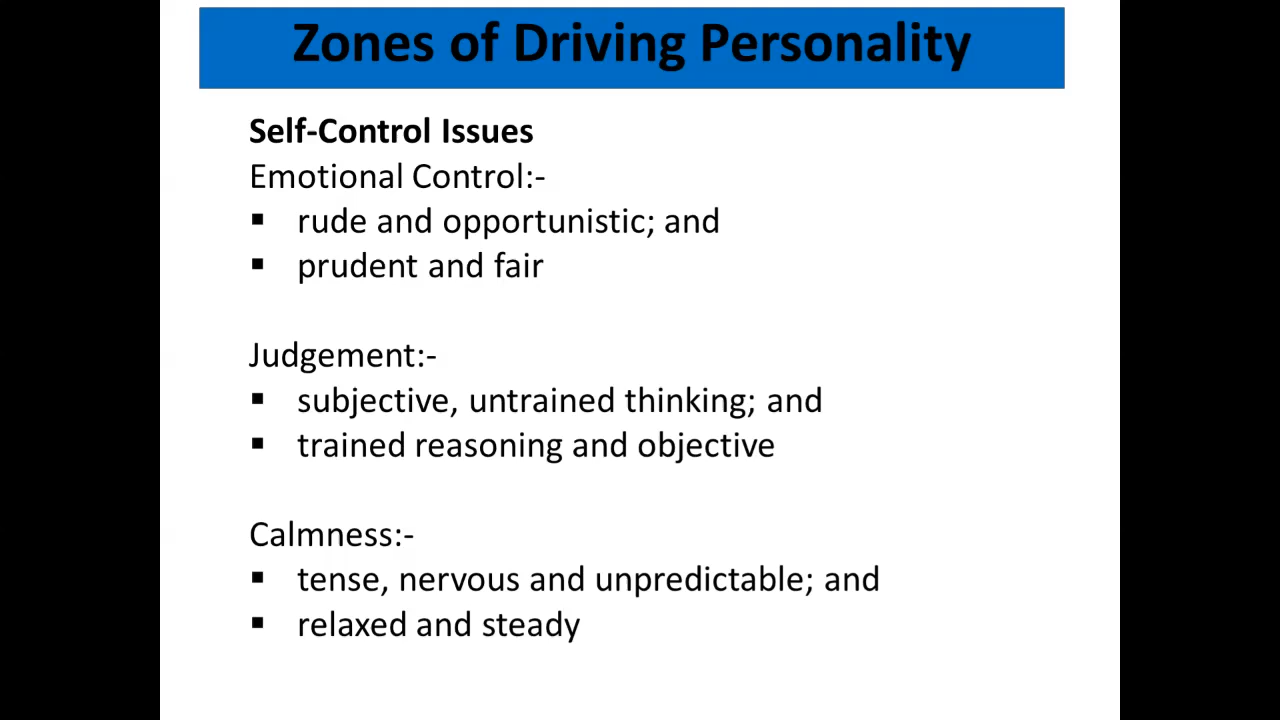 Zones of Driving Personality
Self-Control Issues
Emotional Control:-
▪ rude and opportunistic; and
▪ prudent and fair
Judgement:-
▪ subjective, untrained thinking; and
▪ trained reasoning and objective
Calmness:-
▪ tense, nervous and unpredictable; and
▪ relaxed and steady